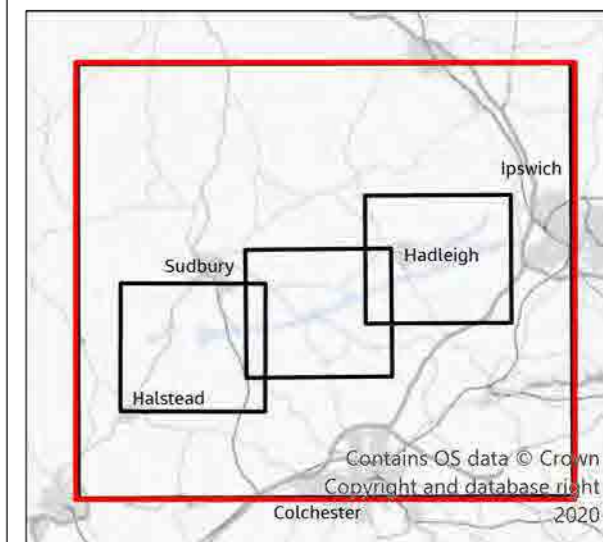 Ipswich
Hadleigh
Sudbury
Halstead
Contains OS data © Crown
Copyright and database right
2020
Colchester